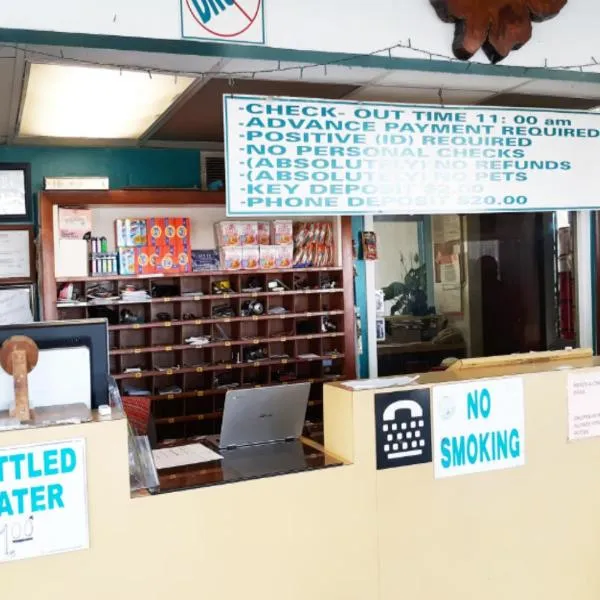 -CHECK- OUT TIME 11: 00 am
-ADVANCE PAYMENT REQUIRED
-POSITIVE (ID) REQUIRED
-NO PERSONAL CHECKS
-(ABSOLUTELY) NO REFUNDS
-(ABSOLUTELY) NO PETS
-KEY DEPOSIT $2.00
-PHONE DEPOSIT $20.00
NO
SMOKING
TTLED
ATER